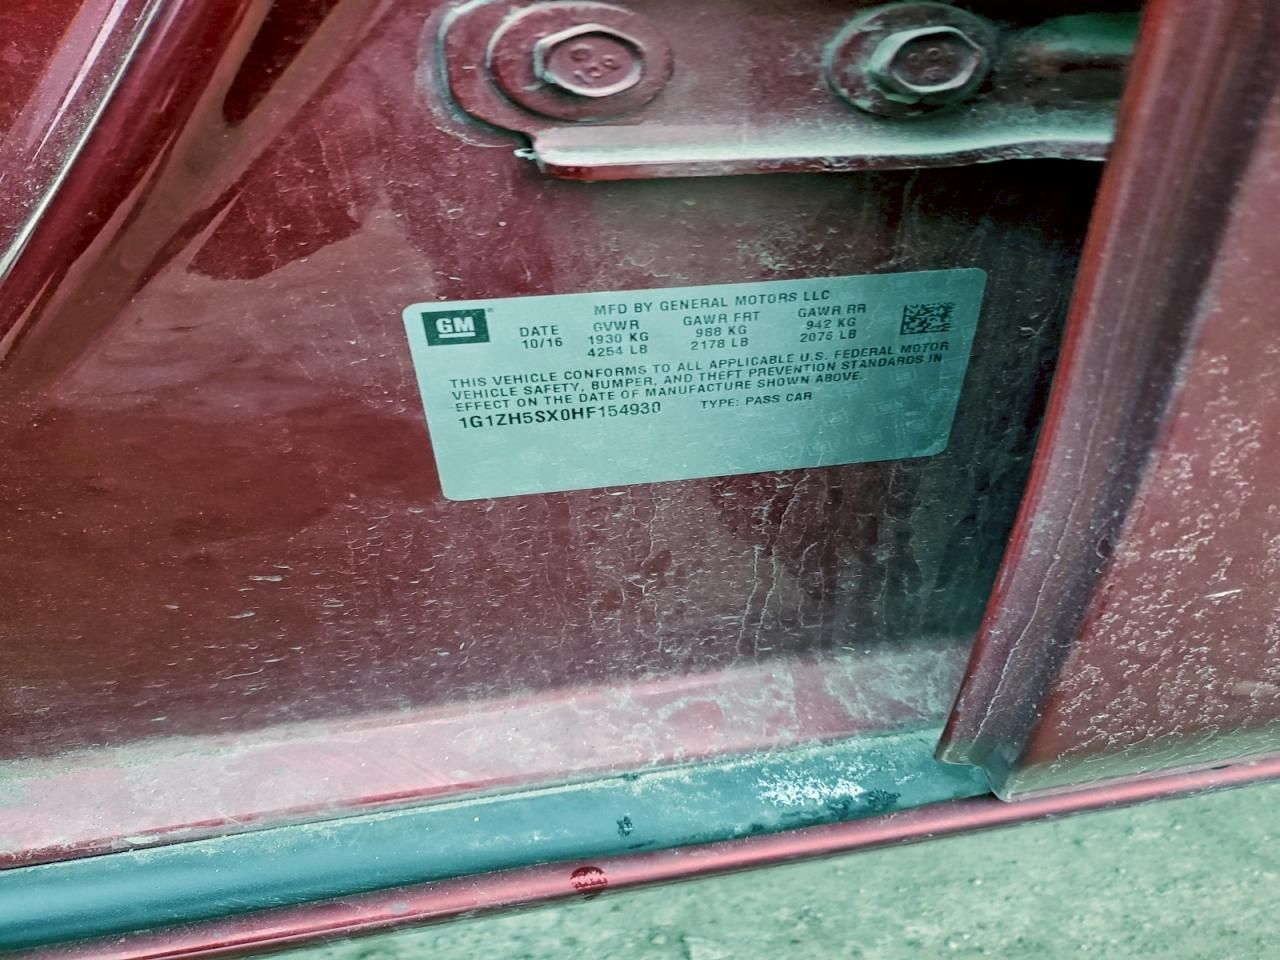 MFD BY GENERAL MOTORS LLC
GM
DATE GVWR GAWR FRT GAWR RR
10/16 1930 KG 988 KG 942 KG
4254 LB 2178 LB 2076 LB
THIS VEHICLE CONFORMS TO ALL APPLICABLE U.S. FEDERAL MOTOR
VEHICLE SAFETY, BUMPER, AND THEFT PREVENTION STANDARDS IN
EFFECT ON THE DATE OF MANUFACTURE SHOWN ABOVE.
1G1ZH5SX0HF154930 TYPE: PASS CAR